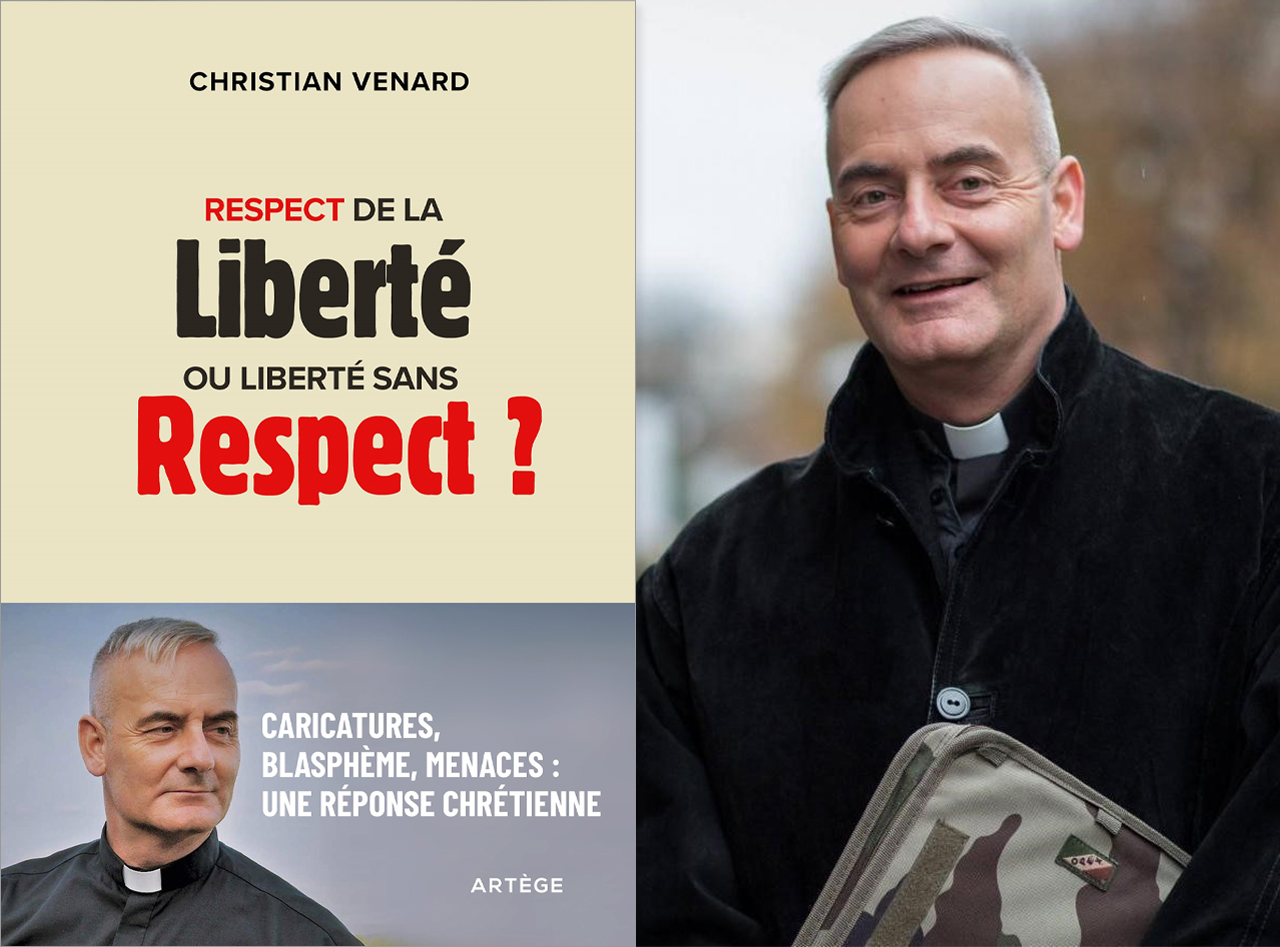 CHRISTIAN VENARD
RESPECT DE LA
Liberté
OU LIBERTÉ SANS
Respect ?
CARICATURES,
BLASPHÈME, MENACES :
UNE RÉPONSE CHRÉTIENNE
ARTÈGE